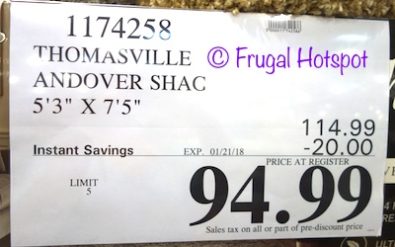 1174258
THOMASVILLE
© Frugal Hotspot
ANDOVER SHAC
5'3" X 7'5"
114.99
Instant Savings EXP. 01/21/18 -20.00
PRICE AT REGISTER
LIMIT
5
94.99
Sales tax on all or part of pre-discount price